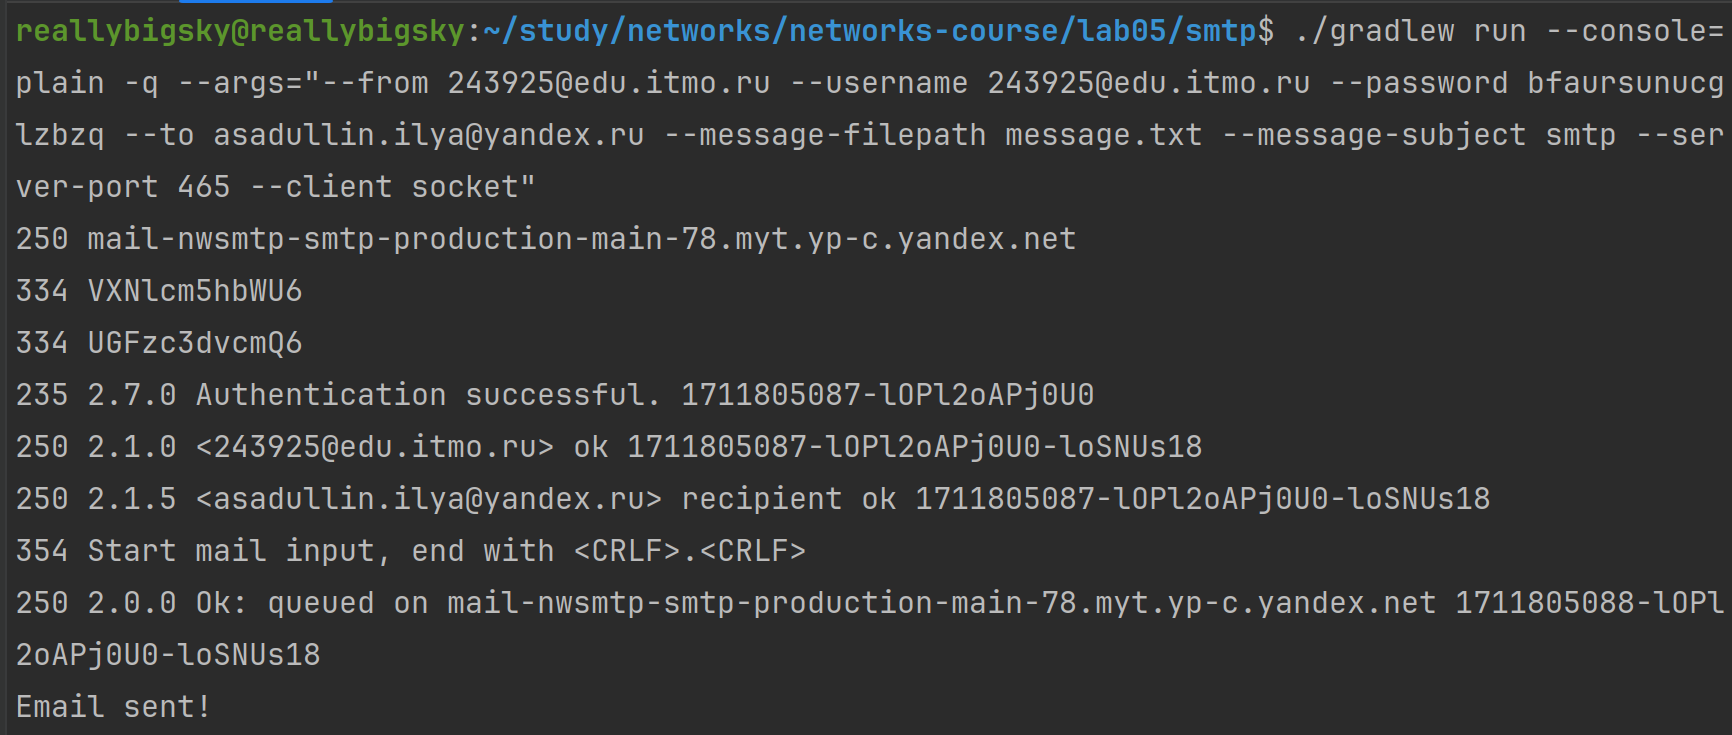 reallybigsky@reallybigsky:~/study/networks/networks-course/lab05/smtp$ ./gradlew run --console=
plain -q --args="--from 243925@edu.itmo.ru --username 243925@edu.itmo.ru --password bfaursunucg
lzbzq --to asadullin.ilya@yandex.ru --message-filepath message.txt --message-subject smtp --ser
ver-port 465 --client socket"
250 mail-nwsmtp-smtp-production-main-78.myt.yp-c.yandex.net
334 VXNlcm5hbWU6
334 UGFzc3dvcmQ6
235 2.7.0 Authentication successful. 1711805087-lOPl2oAPj0U0
250 2.1.0 <243925@edu.itmo.ru> ok 1711805087-lOPl2oAPj0U0-loSNUs18
250 2.1.5 <asadullin.ilya@yandex.ru> recipient ok 1711805087-lOPl2oAPj0U0-loSNUs18
354 Start mail input, end with <CRLF>.<CRLF>
250 2.0.0 Ok: queued on mail-nwsmtp-smtp-production-main-78.myt.yp-c.yandex.net 1711805088-lOPl
2oAPj0U0-loSNUs18
Email sent!